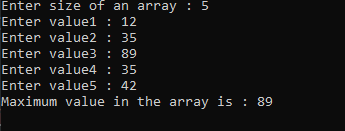 Enter size of an array : 5
Enter value1 : 12
Enter value2 : 35
Enter value3 : 89
Enter value4 : 35
Enter value5 : 42
Maximum value in the array is : 89